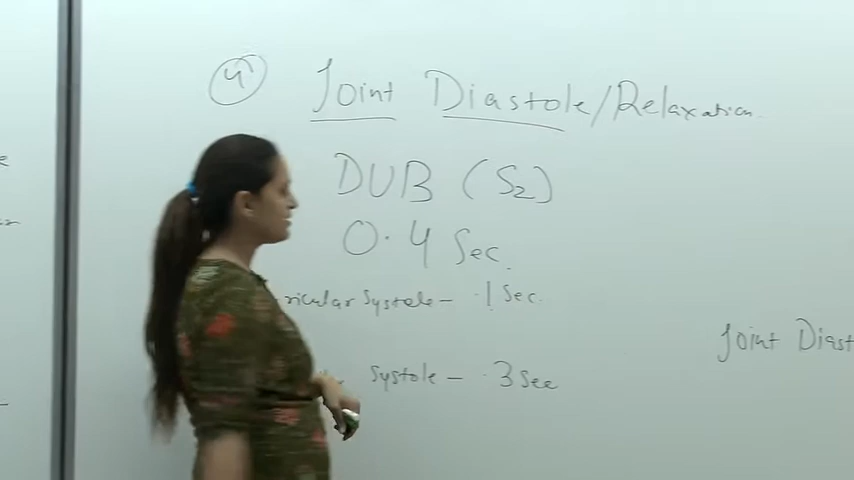 4 Joint Diastole/Relaxation.
DUB (S2)
0.4 Sec.
ricular Systole - .1 Sec.
Systole - .3 Sec
Joint Diast